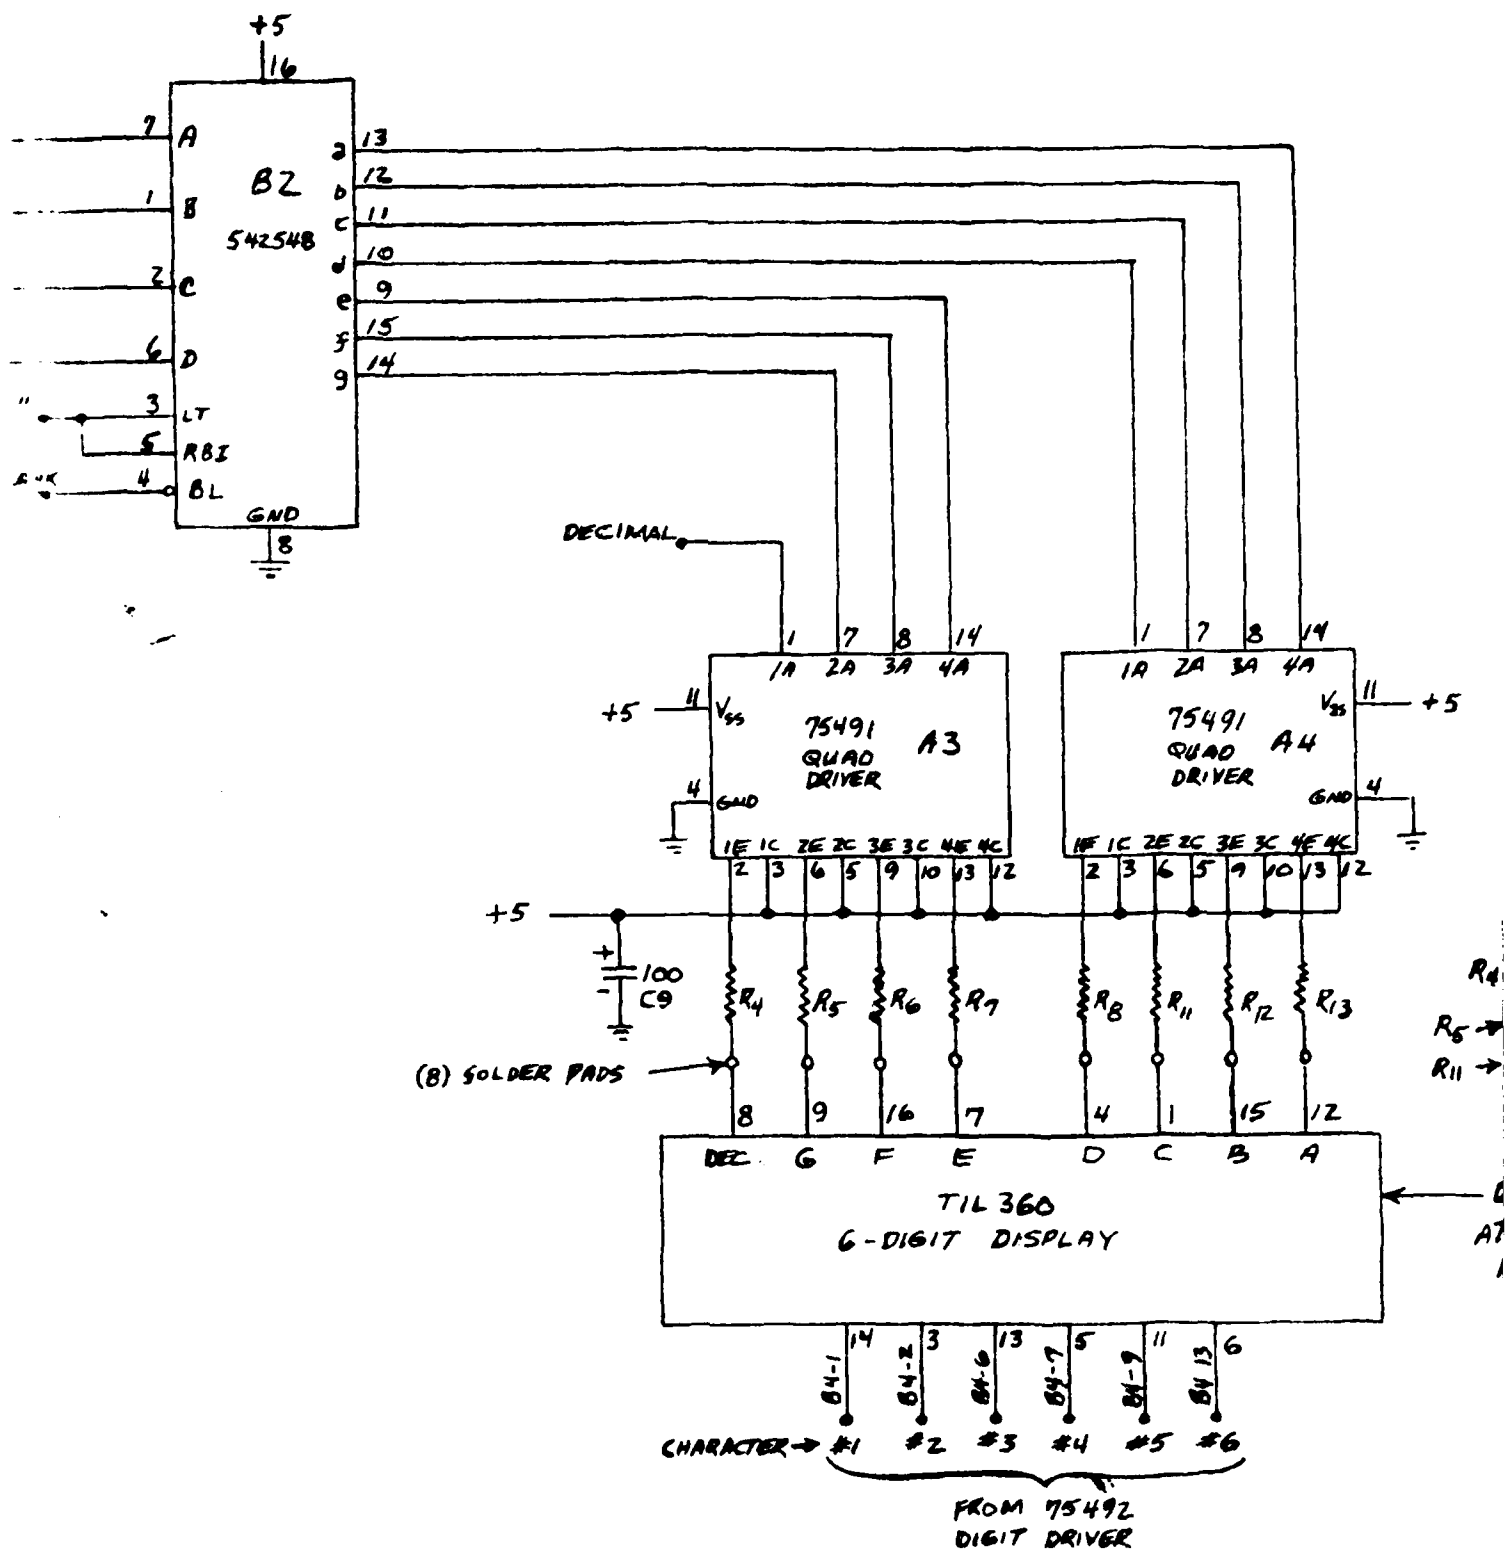 +5
16
7 A
a 13
B2
b 12
1 B
c 11
54LS48
d 10
2 C
e 9
f 15
6 D
g 14
3 LT
5 RBI
4 BL
GND
8
DECIMAL
1 7 8 14
1A 2A 3A 4A
+5 11 VSS
75491
QUAD
DRIVER
A3
4 GND
1E 1C 2E 2C 3E 3C 4E 4C
2 3 6 5 9 10 13 12
1 7 8 14
1A 2A 3A 4A
VSS 11 +5
75491
QUAD
DRIVER
A4
GND 4
1E 1C 2E 2C 3E 3C 4E 4C
2 3 6 5 9 10 13 12
+5
+
-
100
C9
R4 R5 R6 R7 R8 R11 R12 R13
R4
R5
R11
(8) SOLDER PADS
8 9 16 7 4 1 15 12
DEC. G F E D C B A
TIL 360
6-DIGIT DISPLAY
14 3 13 5 11 6
B4-1 B4-2 B4-6 B4-7 B4-9 B4 13
CHARACTER → #1 #2 #3 #4 #5 #6
FROM 75492
DIGIT DRIVER